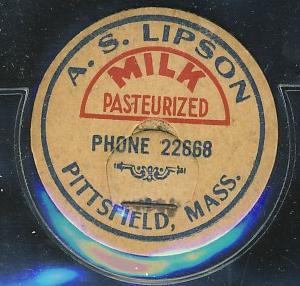 A. S. LIPSON
MILK
PASTEURIZED
PHONE 22668
PITTSFIELD, MASS.